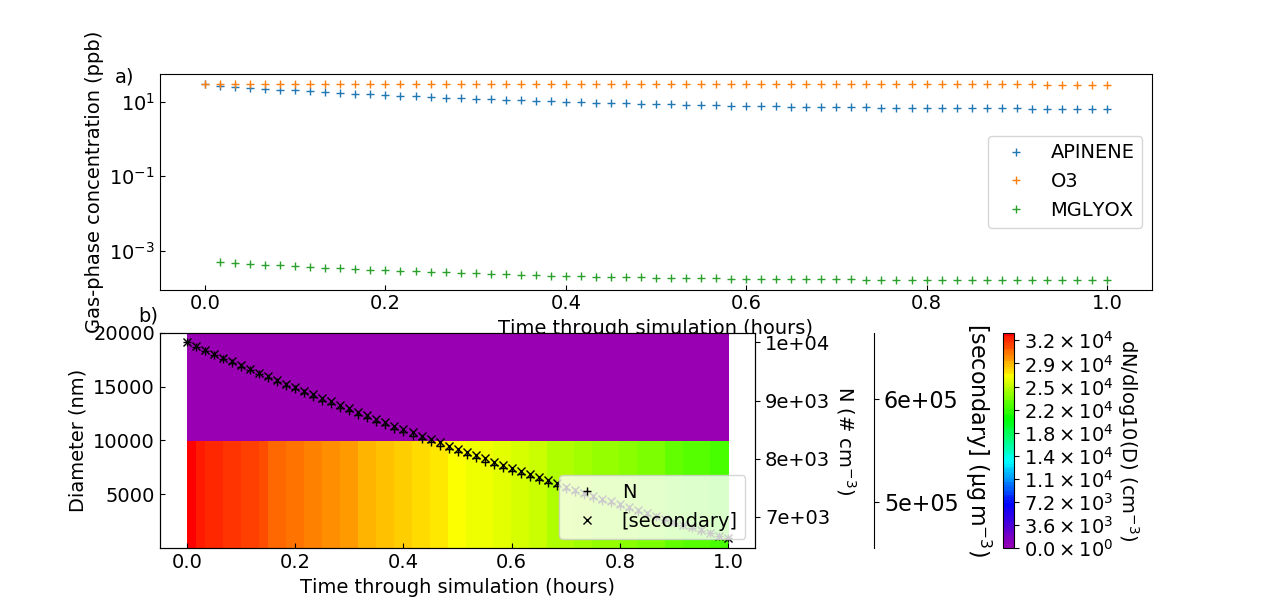 a)
Gas-phase concentration (ppb)
10¹
10⁻¹
10⁻³
APINENE
O3
MGLYOX
0.0 0.2 0.4 0.6 0.8 1.0
Time through simulation (hours)
b)
Diameter (nm)
20000
15000
10000
5000
N
[secondary]
0.0 0.2 0.4 0.6 0.8 1.0
Time through simulation (hours)
1e+04
9e+03
8e+03
7e+03
N (# cm⁻³)
6e+05
5e+05
[secondary] (µg m⁻³)
3.2 × 10⁴
2.9 × 10⁴
2.5 × 10⁴
2.2 × 10⁴
1.8 × 10⁴
1.4 × 10⁴
1.1 × 10⁴
7.2 × 10³
3.6 × 10³
0.0 × 10⁰
dN/dlog10(D) (cm⁻³)